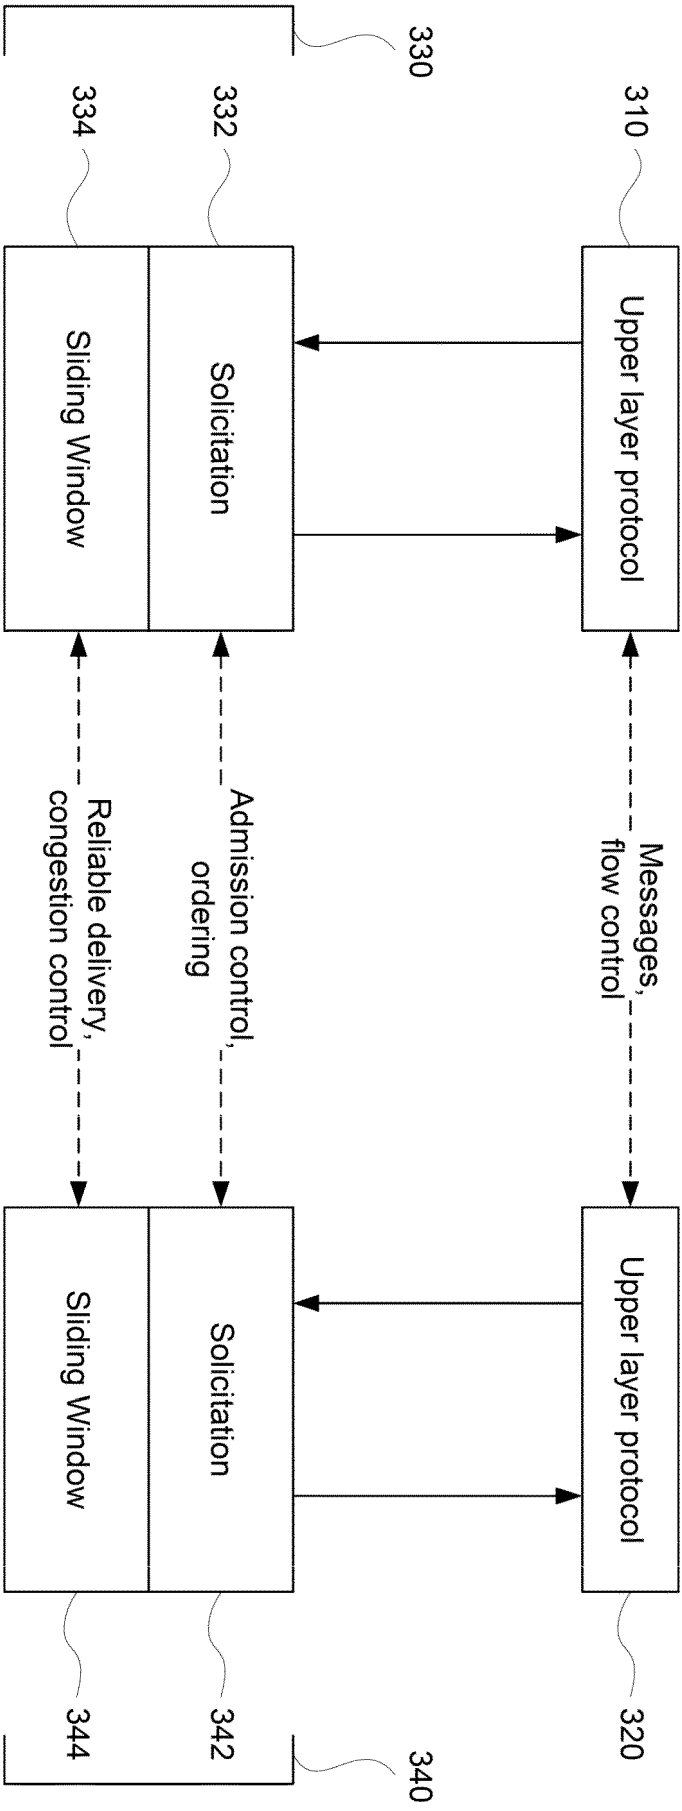 310
Upper layer protocol
Messages,
flow control
Upper layer protocol
320
330
332
Solicitation
Admission control,
ordering
Solicitation
342
340
334
Sliding Window
Reliable delivery,
congestion control
Sliding Window
344